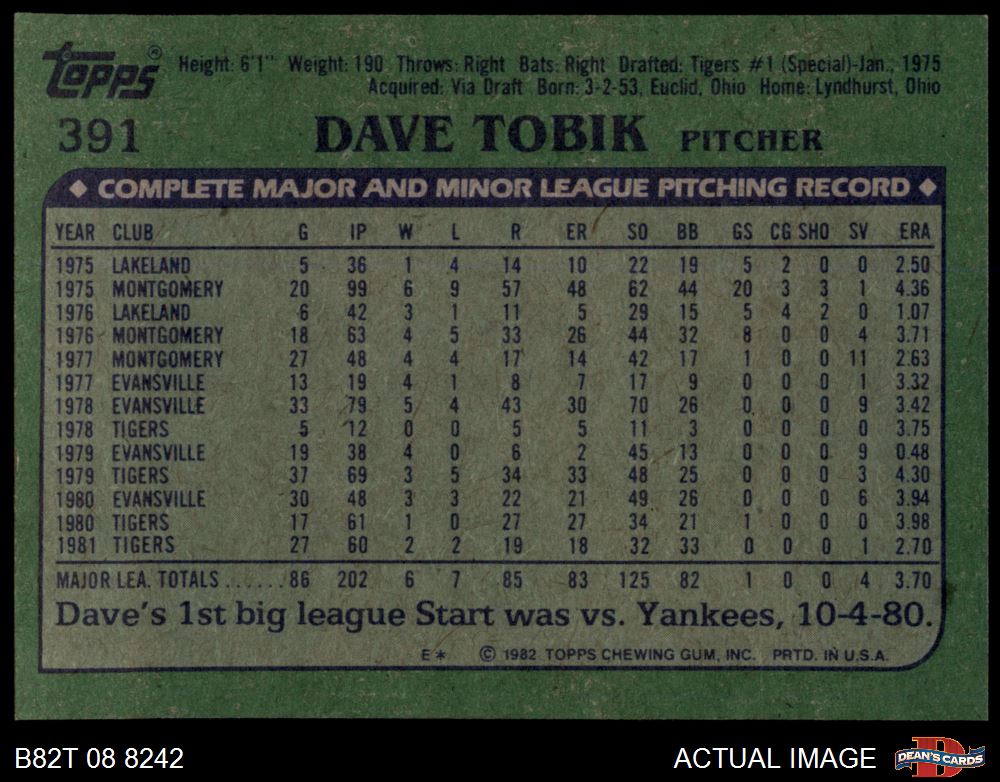 topps®
Height: 6'1" Weight: 190 Throws: Right Bats: Right Drafted: Tigers #1 (Special)-Jan., 1975
Acquired: Via Draft Born: 3-2-53, Euclid, Ohio Home: Lyndhurst, Ohio
391 DAVE TOBIK PITCHER
◆ COMPLETE MAJOR AND MINOR LEAGUE PITCHING RECORD ◆
YEAR CLUB G IP W L R ER SO BB GS CG SHO SV ERA
1975 LAKELAND 5 36 1 4 14 10 22 19 5 2 0 0 2.50
1975 MONTGOMERY 20 99 6 9 57 48 62 44 20 3 3 1 4.36
1976 LAKELAND 6 42 3 1 11 5 29 15 5 4 2 0 1.07
1976 MONTGOMERY 18 63 4 5 33 26 44 32 8 0 0 4 3.71
1977 MONTGOMERY 27 48 4 4 17 14 42 17 1 0 0 11 2.63
1977 EVANSVILLE 13 19 4 1 8 7 17 9 0 0 0 1 3.32
1978 EVANSVILLE 33 79 5 4 43 30 70 26 0 0 0 9 3.42
1978 TIGERS 5 12 0 0 5 5 11 3 0 0 0 0 3.75
1979 EVANSVILLE 19 38 4 0 6 2 45 13 0 0 0 9 0.48
1979 TIGERS 37 69 3 5 34 33 48 25 0 0 0 3 4.30
1980 EVANSVILLE 30 48 3 3 22 21 49 26 0 0 0 6 3.94
1980 TIGERS 17 61 1 0 27 27 34 21 1 0 0 0 3.98
1981 TIGERS 27 60 2 2 19 18 32 33 0 0 0 1 2.70
MAJOR LEA. TOTALS ...... 86 202 6 7 85 83 125 82 1 0 0 4 3.70
Dave's 1st big league Start was vs. Yankees, 10-4-80.
E* © 1982 TOPPS CHEWING GUM, INC. PRTD. IN U.S.A.
B82T 08 8242 ACTUAL IMAGE D DEAN'S CARDS